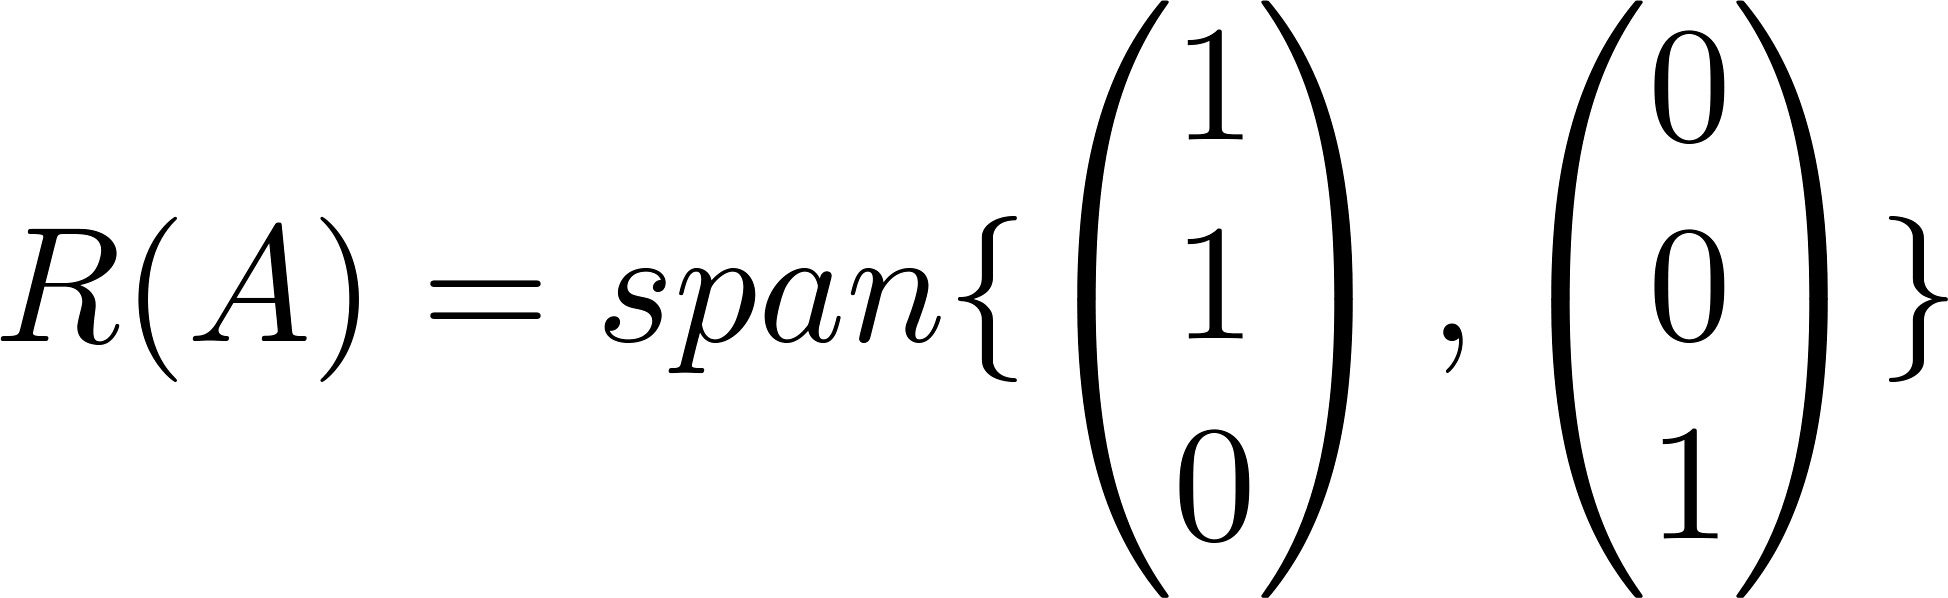 R(A) = span{(1 1 0), (0 0 1)}